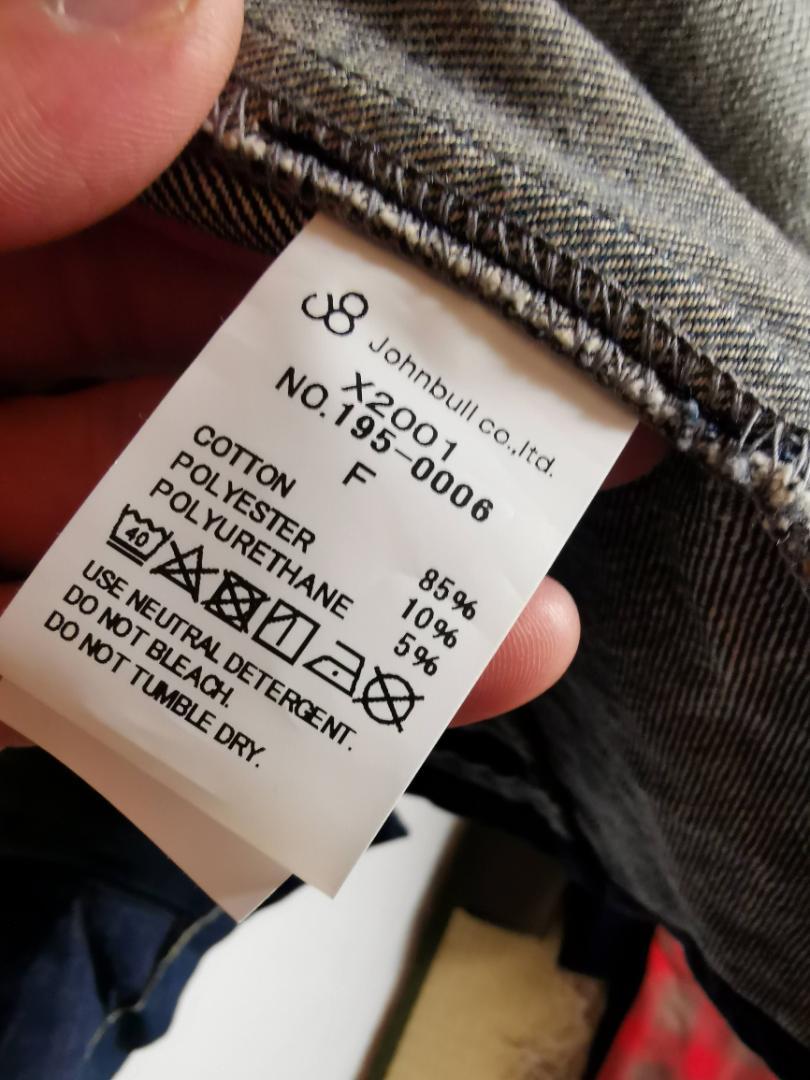 Johnbull co.,ltd.
X2001
NO.195-0006
F
COTTON 85%
POLYESTER 10%
POLYURETHANE 5%
40
USE NEUTRAL DETERGENT.
DO NOT BLEACH.
DO NOT TUMBLE DRY.